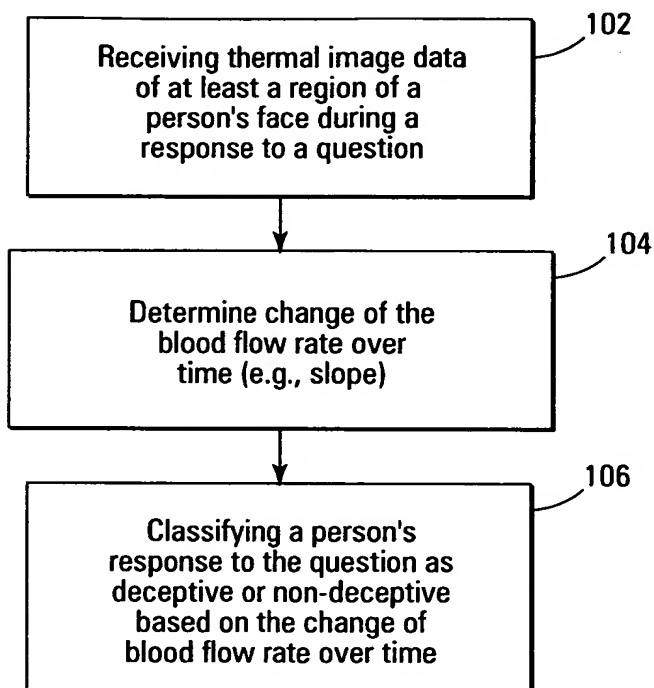 102
Receiving thermal image data
of at least a region of a
person's face during a
response to a question
104
Determine change of the
blood flow rate over
time (e.g., slope)
106
Classifying a person's
response to the question as
deceptive or non-deceptive
based on the change of
blood flow rate over time